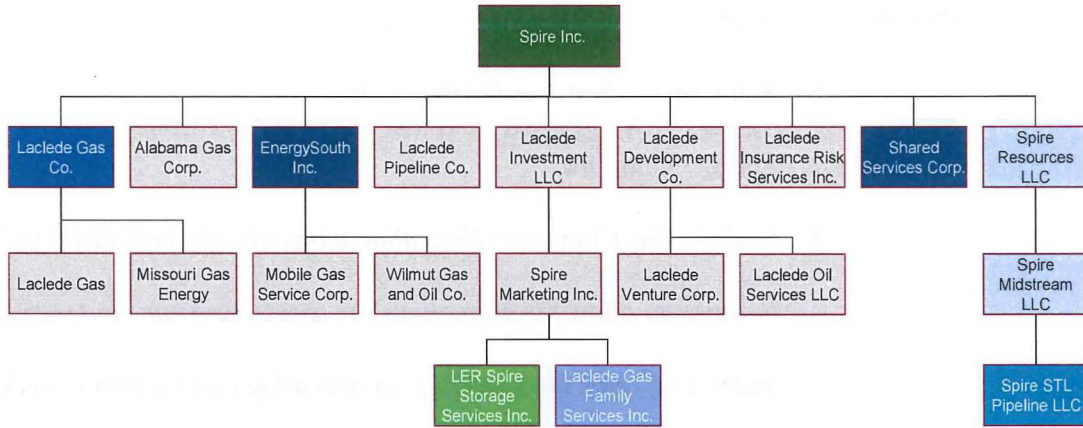 Spire Inc.
Laclede Gas
Co.
Alabama Gas
Corp.
EnergySouth
Inc.
Laclede
Pipeline Co.
Laclede
Investment
LLC
Laclede
Development
Co.
Laclede
Insurance Risk
Services Inc.
Shared
Services Corp.
Spire
Resources
LLC
Laclede Gas
Missouri Gas
Energy
Mobile Gas
Service Corp.
Wilmut Gas
and Oil Co.
Spire
Marketing Inc.
Laclede
Venture Corp.
Laclede Oil
Services LLC
Spire
Midstream
LLC
LER Spire
Storage
Services Inc.
Laclede Gas
Family
Services Inc.
Spire STL
Pipeline LLC